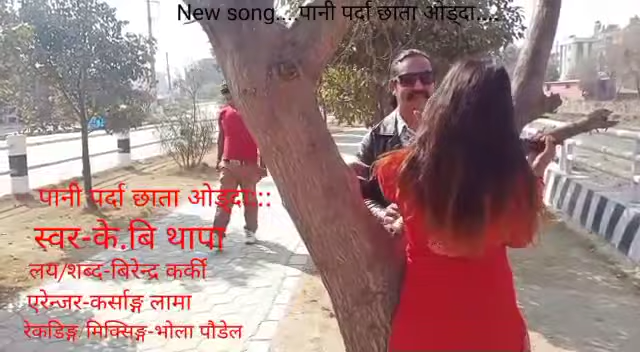 New song....पानी पर्दा छाता ओड्दा....
पानी पर्दा छाता ओड्दा::::
स्वर-के.बि थापा
लय/शब्द-बिरेन्द्र कर्की
एरेन्जर-कर्साङ्ग लामा
रेकडिङ्ग/मिक्सिङ्ग-भोला पौडेल